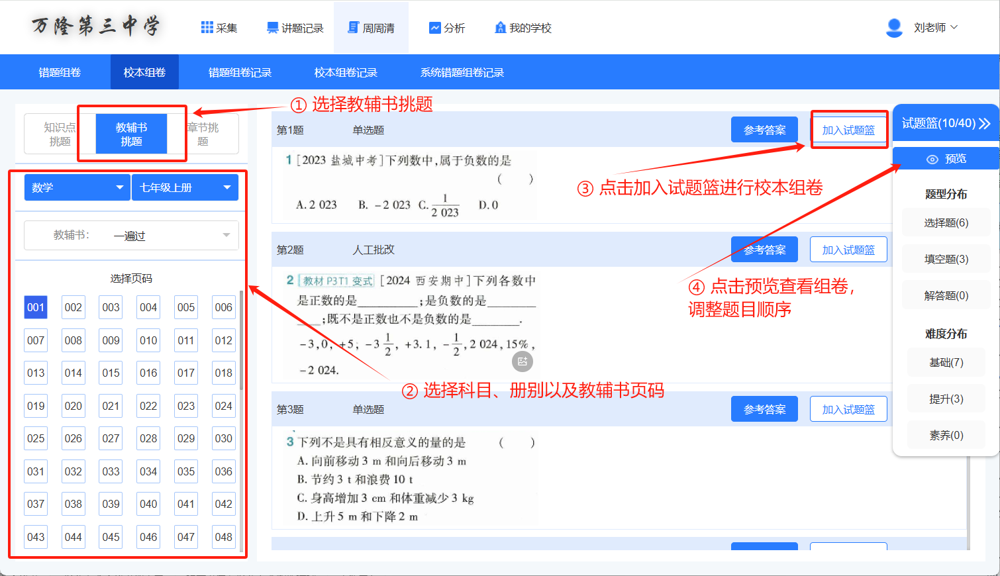 万隆第三中学
采集
讲题记录
周周清
分析
我的学校
刘老师
错题组卷
校本组卷
错题组卷记录
校本组卷记录
系统错题组卷记录
① 选择教辅书挑题
知识点
挑题
教辅书
挑题
章节挑
题
数学
七年级上册
教辅书：
一遍过
选择页码
001 002 003 004 005 006
007 008 009 010 011 012
013 014 015 016 017 018
019 020 021 022 023 024
025 026 027 028 029 030
031 032 033 034 035 036
037 038 039 040 041 042
043 044 045 046 047 048
② 选择科目、册别以及教辅书页码
第1题 单选题 参考答案 加入试题篮
1 [2023 盐城中考]下列数中,属于负数的是
( )
A. 2 023 B. －2 023 C. 1/2 023 D. 0
③ 点击加入试题篮进行校本组卷
第2题 人工批改 参考答案 加入试题篮
2 教材 P3T1 变式 [2024 西安期中]下列各数中
是正数的是__________;是负数的是________
____;既不是正数也不是负数的是________.
－3,0,＋5,－3 1/2,＋3.1,－1/2,2 024,15%,
－2 024.
④ 点击预览查看组卷，
调整题目顺序
第3题 单选题 参考答案 加入试题篮
3 下列不是具有相反意义的量的是 ( )
A. 向前移动 3 m 和向后移动 3 m
B. 节约 3 t 和浪费 10 t
C. 身高增加 3 cm 和体重减少 3 kg
D. 上升 5 m 和下降 2 m
试题篮(10/40)
预览
题型分布
选择题(6)
填空题(3)
解答题(0)
难度分布
基础(7)
提升(3)
素养(0)